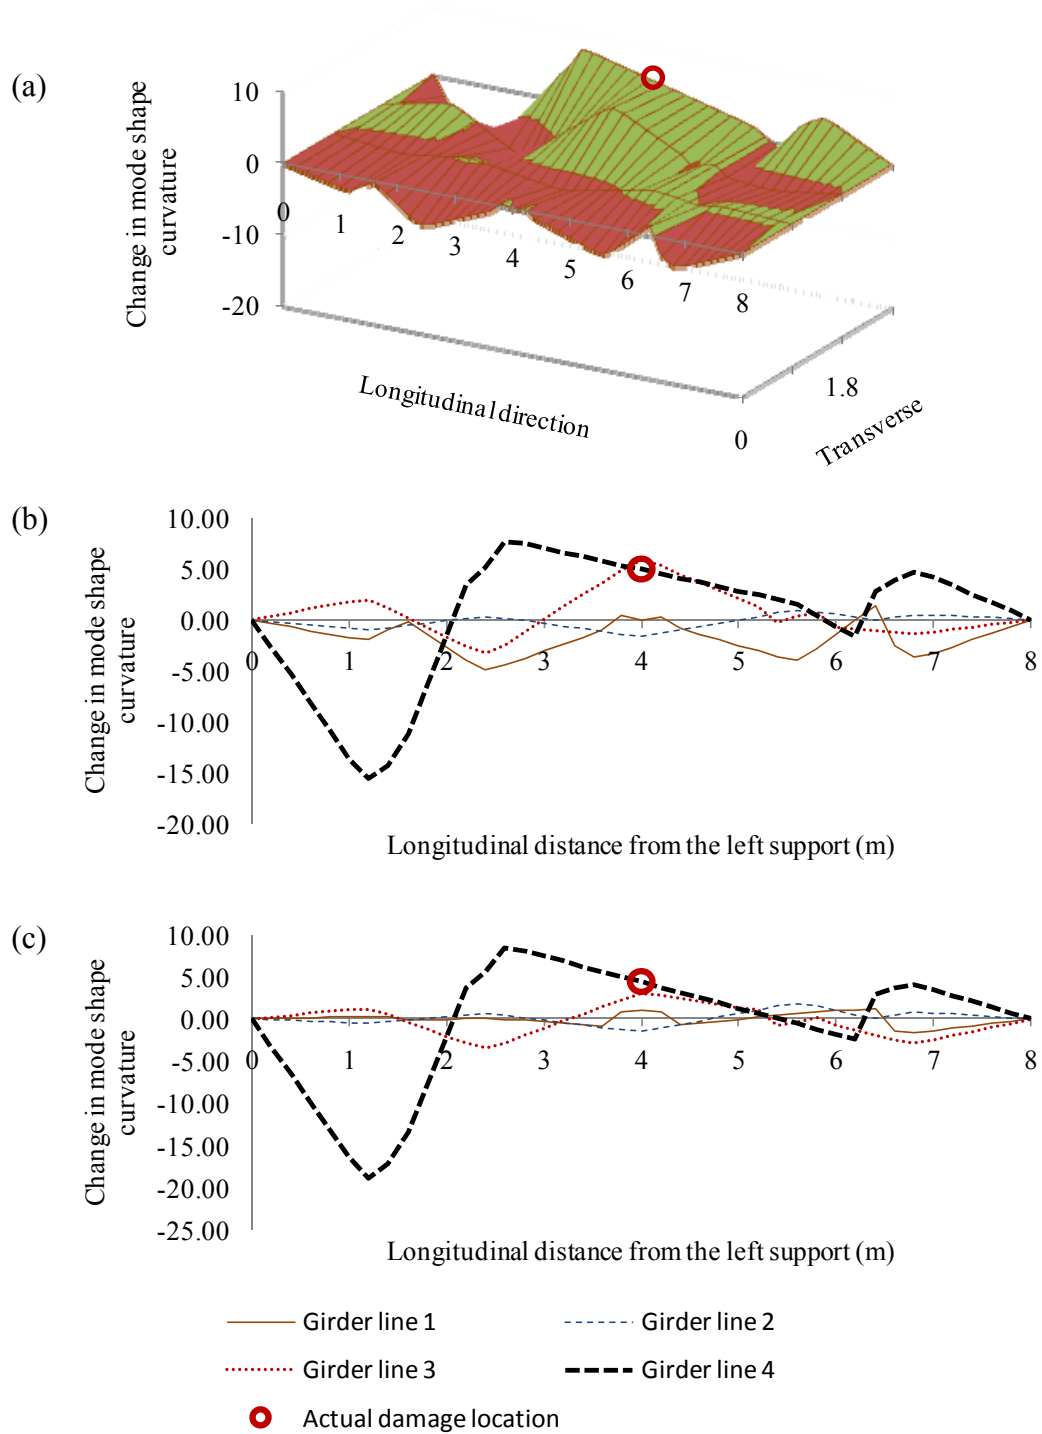 (a)
Change in mode shape
curvature
10
0
-10
-20
0
1
2
3
4
5
6
7
8
Longitudinal direction
0
1.8
Transverse
(b)
Change in mode shape
curvature
10.00
5.00
0.00
-5.00
-10.00
-15.00
-20.00
0
1
2
3
4
5
6
7
8
Longitudinal distance from the left support (m)
(c)
Change in mode shape
curvature
10.00
5.00
0.00
-5.00
-10.00
-15.00
-20.00
-25.00
0
1
2
3
4
5
6
7
8
Longitudinal distance from the left support (m)
Girder line 1
Girder line 2
Girder line 3
Girder line 4
Actual damage location